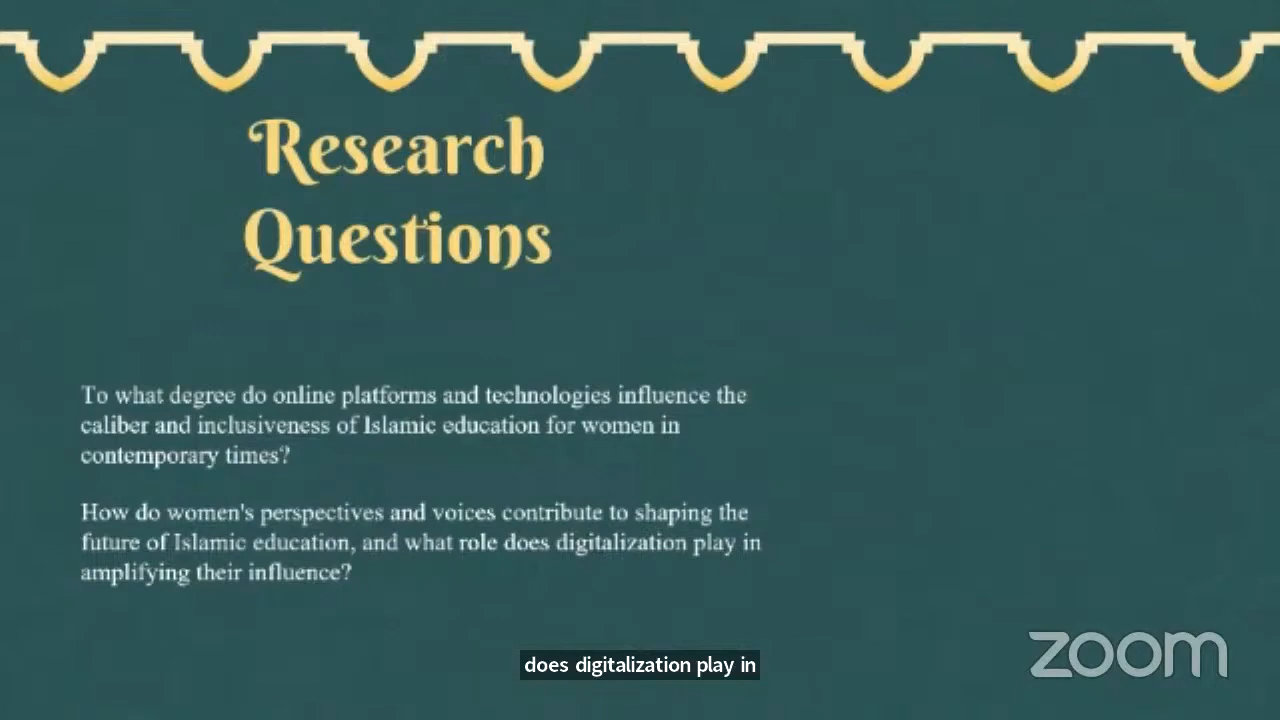 Research
Questions
To what degree do online platforms and technologies influence the
caliber and inclusiveness of Islamic education for women in
contemporary times?
How do women's perspectives and voices contribute to shaping the
future of Islamic education, and what role does digitalization play in
amplifying their influence?
does digitalization play in
zoom